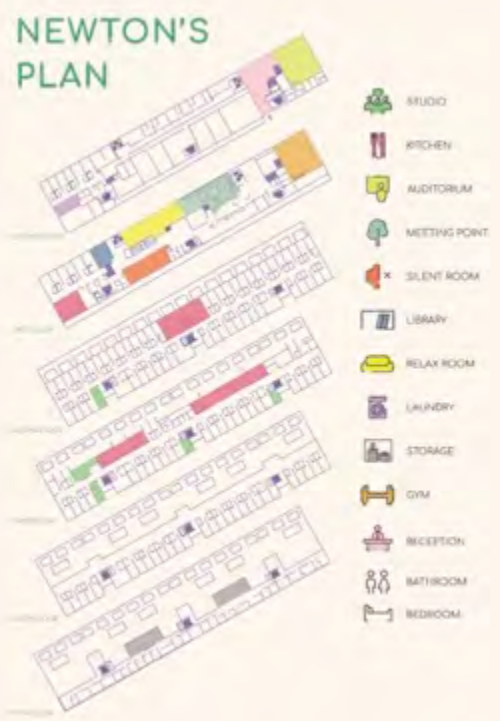 NEWTON'S
PLAN
STUDIO
KITCHEN
AUDITORIUM
MEETING POINT
SILENT ROOM
LIBRARY
RELAX ROOM
LAUNDRY
STORAGE
GYM
RECEPTION
BATHROOM
BEDROOM